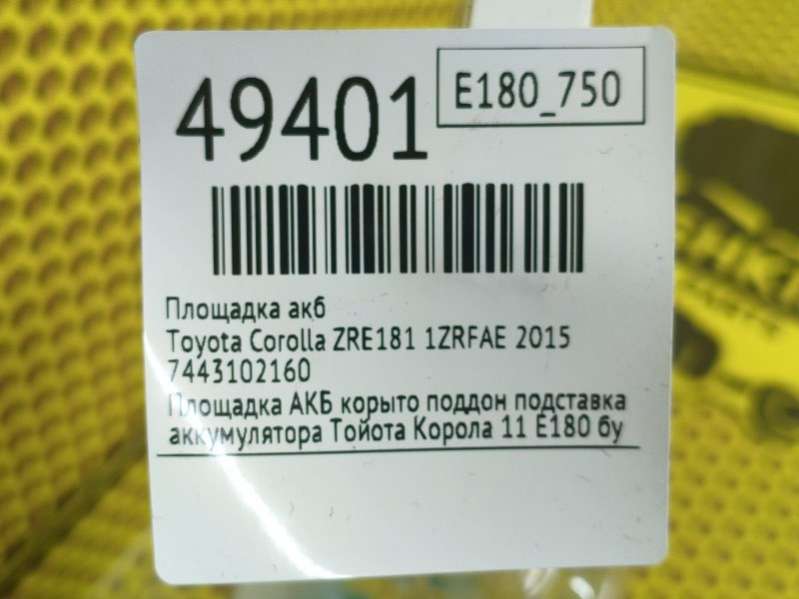 49401
E180_750
Площадка акб
Toyota Corolla ZRE181 1ZRFAE 2015
7443102160
Площадка АКБ корыто поддон подставка
аккумулятора Тойота Корола 11 Е180 бу